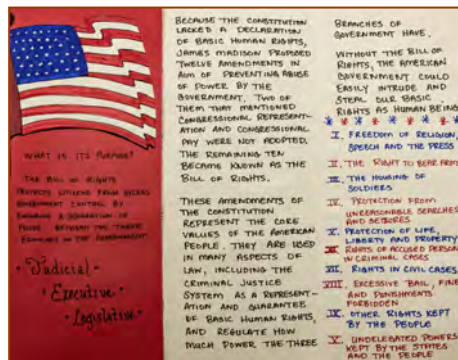 WHAT IS ITS PURPOSE?
THE BILL OF RIGHTS
PROTECTS CITIZENS FROM EXCESS
GOVERNMENT CONTROL BY
ENSURING A SEPARATION OF
POWER BETWEEN THE THREE
BRANCHES IN THE GOVERNMENT.
• Judicial •
• Executive •
• Legislative •
BECAUSE THE CONSTITUTION
LACKED A DECLARATION
OF BASIC HUMAN RIGHTS,
JAMES MADISON PROPOSED
TWELVE AMENDMENTS IN
AIM OF PREVENTING ABUSE
OF POWER BY THE
GOVERNMENT. TWO OF
THEM THAT MENTIONED
CONGRESSIONAL REPRESENT-
ATION AND CONGRESSIONAL
PAY WERE NOT ADOPTED,
THE REMAINING TEN
BECAME KNOWN AS THE
BILL OF RIGHTS.
THESE AMENDMENTS OF
THE CONSTITUTION
REPRESENT THE CORE
VALUES OF THE AMERICAN
PEOPLE. THEY ARE USED
IN MANY ASPECTS OF
LAW, INCLUDING THE
CRIMINAL JUSTICE
SYSTEM AS A REPRESENT-
ATION AND GUARANTEE
OF BASIC HUMAN RIGHTS,
AND REGULATE HOW
MUCH POWER THE THREE
BRANCHES OF
GOVERNMENT HAVE.
WITHOUT THE BILL OF
RIGHTS, THE AMERICAN
GOVERNMENT COULD
EASILY INTRUDE AND
STEAL OUR BASIC
RIGHTS AS HUMAN BEING
I. FREEDOM OF RELIGION,
SPEECH AND THE PRESS
II. THE RIGHT TO BEAR ARMS
III. THE HOUSING OF
SOLDIERS
IV. PROTECTION FROM
UNREASONABLE SEARCHES
AND SEIZURES
V. PROTECTION OF LIFE,
LIBERTY AND PROPERTY
VI. RIGHTS OF ACCUSED PERSON
IN CRIMINAL CASES
VII. RIGHTS IN CIVIL CASES
VIII. EXCESSIVE BAIL, FINE
AND PUNISHMENTS
FORBIDDEN
IX. OTHER RIGHTS KEPT
BY THE PEOPLE
X. UNDELEGATED POWERS
KEPT BY THE STATES
AND THE PEOPLE